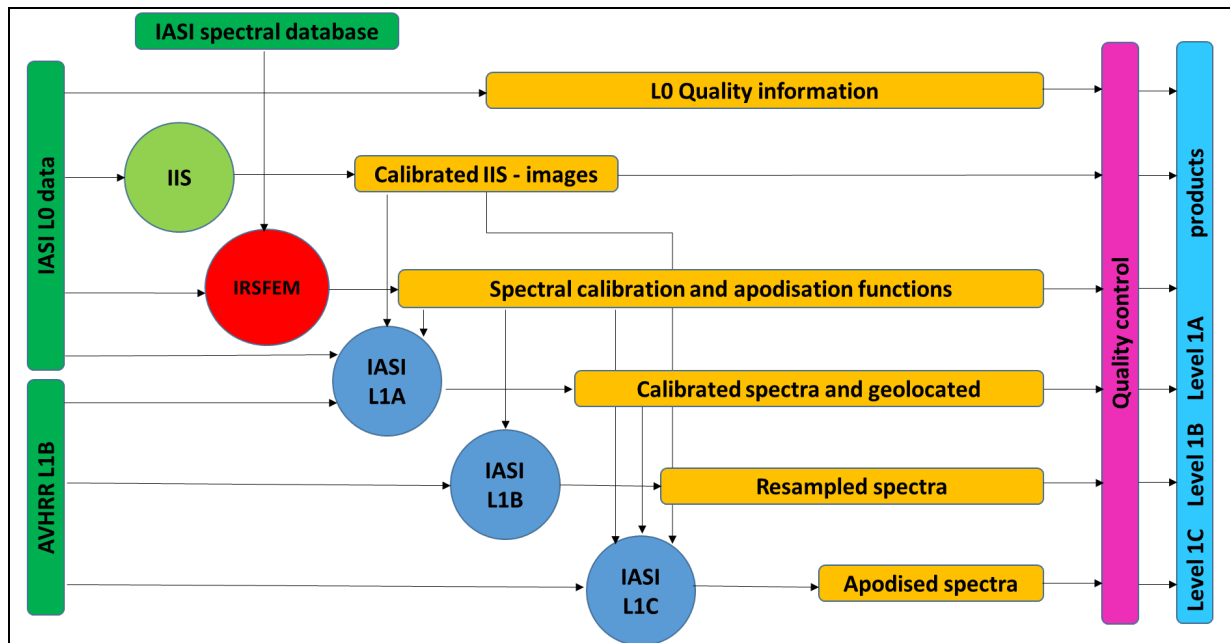 IASI spectral database
IASI L0 data
L0 Quality information
IIS
Calibrated IIS - images
IRSFEM
Spectral calibration and apodisation functions
IASI
L1A
Calibrated spectra and geolocated
AVHRR L1B
IASI
L1B
Resampled spectra
IASI
L1C
Apodised spectra
Quality control
Level 1C Level 1B Level 1A products